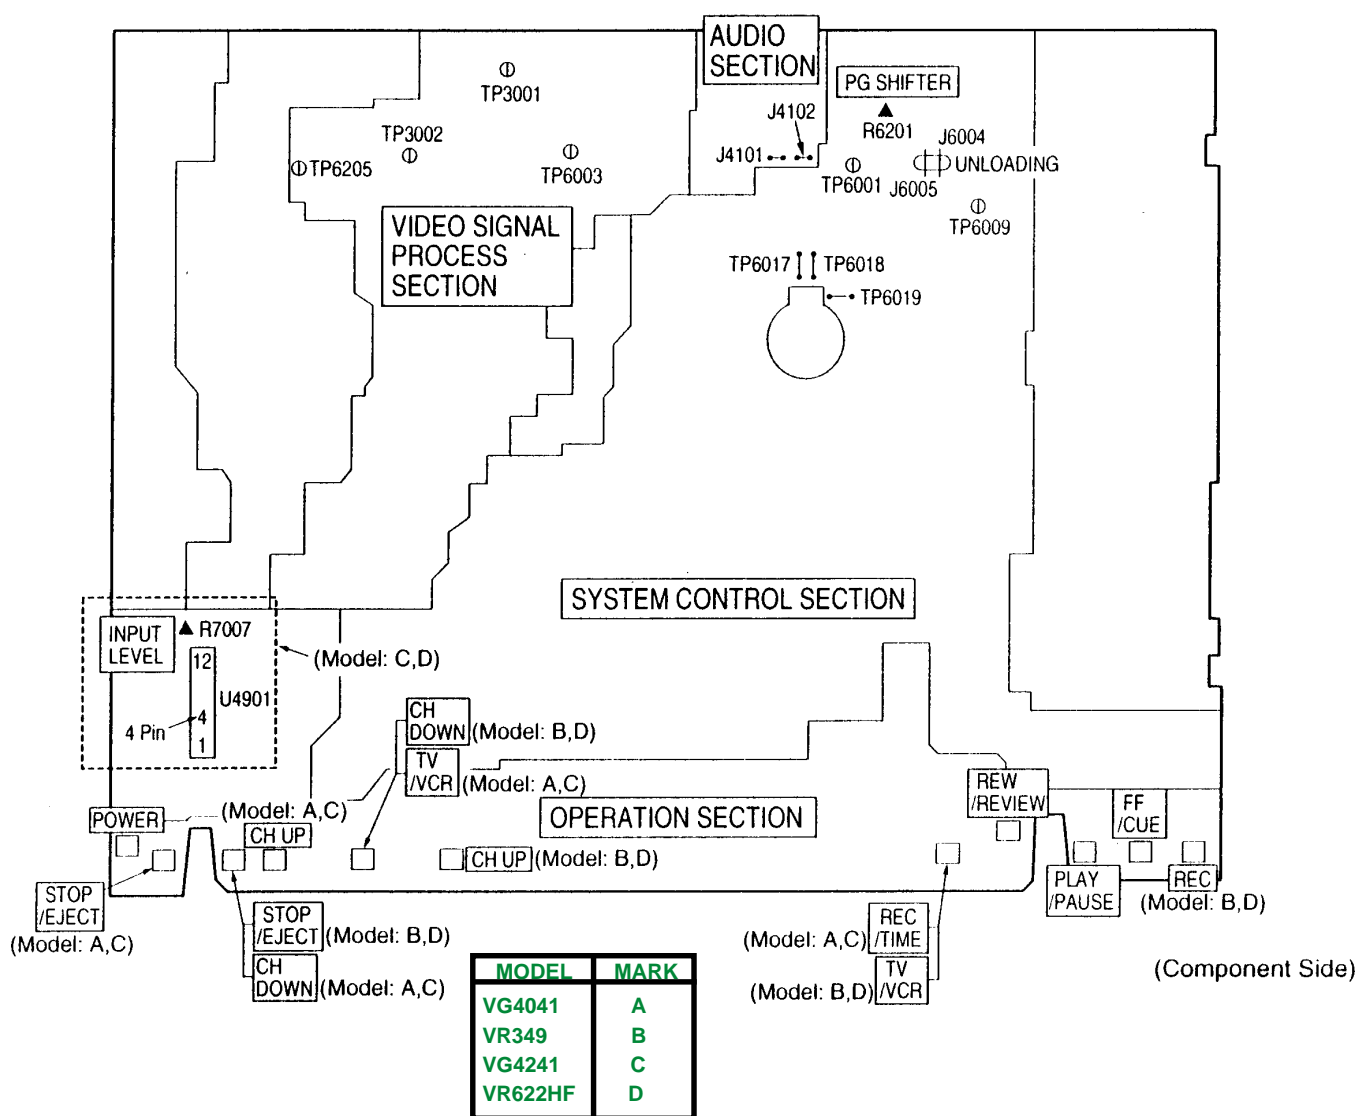 AUDIO
SECTION
PG SHIFTER
TP3001
J4102
R6201
J6004
TP3002
J4101
UNLOADING
TP6205
TP6003
TP6001
J6005
TP6009
VIDEO SIGNAL
PROCESS
SECTION
TP6017
TP6018
TP6019
SYSTEM CONTROL SECTION
INPUT
LEVEL
R7007
(Model: C,D)
12
U4901
4 Pin
4
1
CH
DOWN
(Model: B,D)
TV
/VCR
(Model: A,C)
REW
/REVIEW
FF
/CUE
POWER
(Model: A,C)
CH UP
OPERATION SECTION
CH UP
(Model: B,D)
STOP
/EJECT
(Model: A,C)
PLAY
/PAUSE
REC
(Model: B,D)
STOP
/EJECT
(Model: B,D)
CH
DOWN
(Model: A,C)
REC
/TIME
(Model: A,C)
TV
/VCR
(Model: B,D)
(Component Side)
MODEL MARK
VG4041 A
VR349 B
VG4241 C
VR622HF D